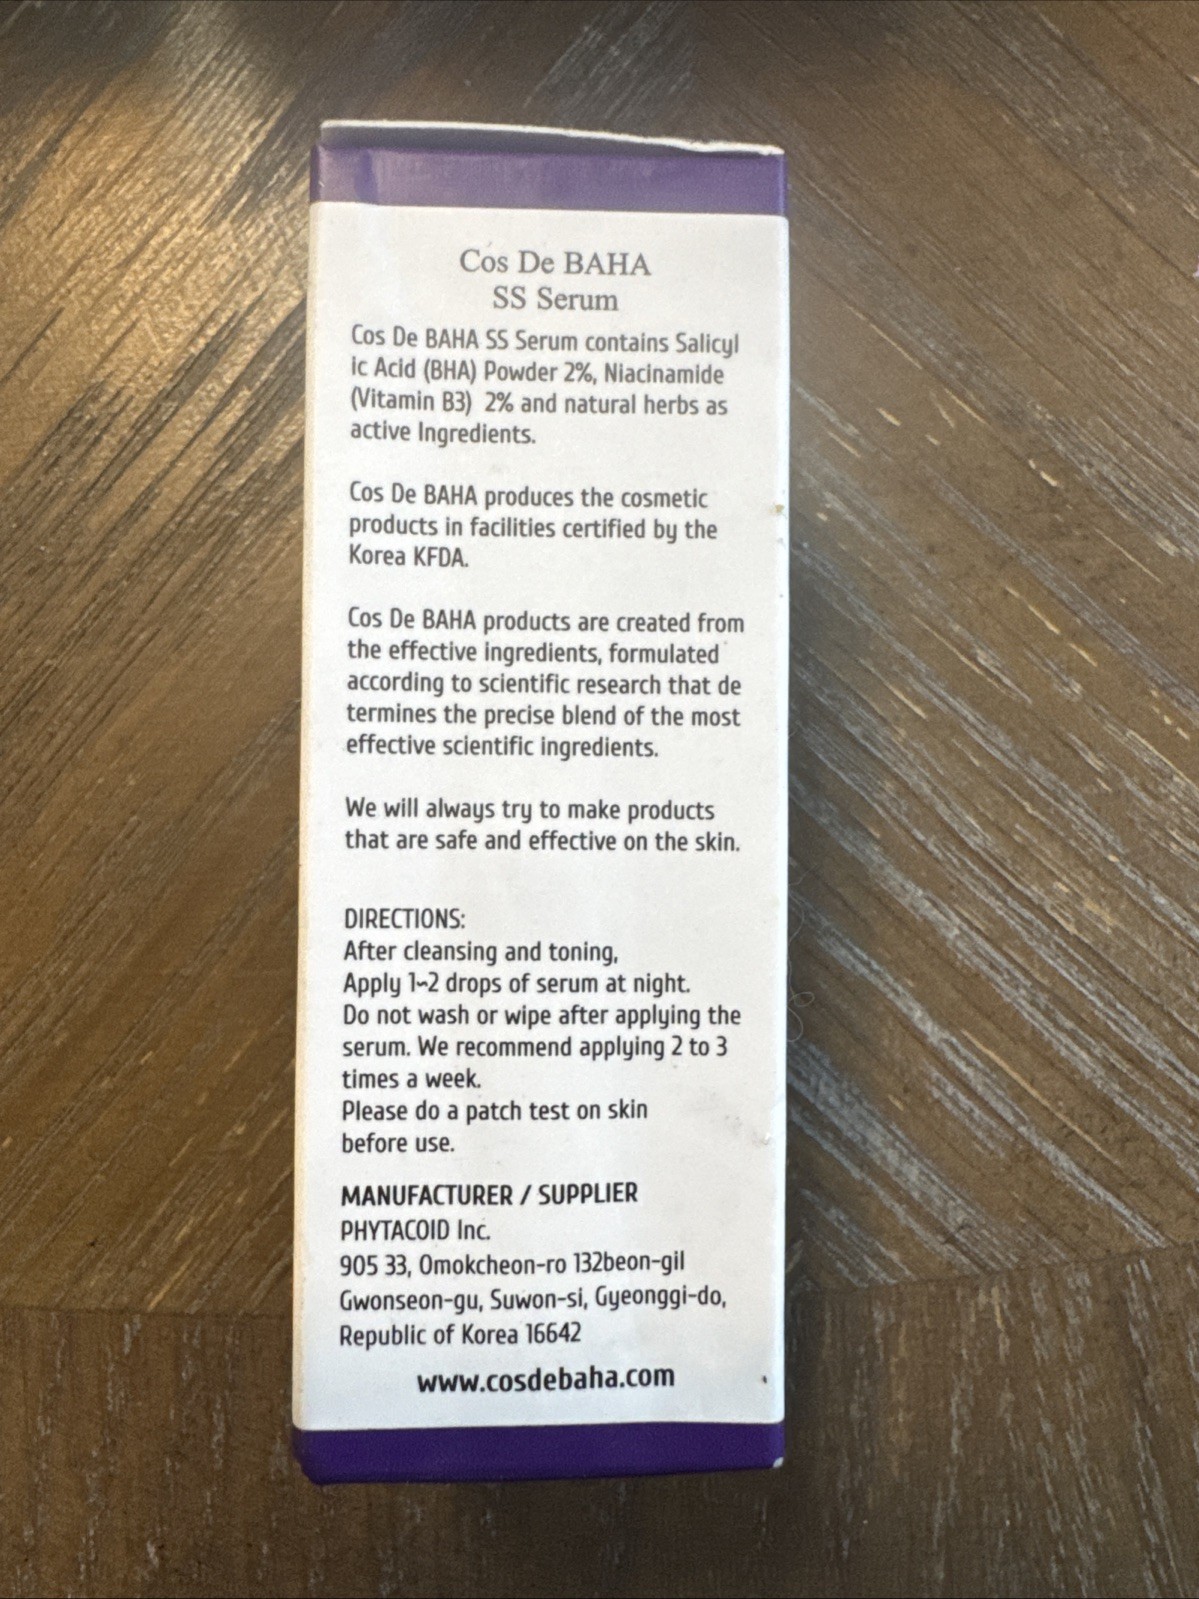 Cos De BAHA
SS Serum
Cos De BAHA SS Serum contains Salicyl
ic Acid (BHA) Powder 2%, Niacinamide
(Vitamin B3)  2% and natural herbs as
active Ingredients.
Cos De BAHA produces the cosmetic
products in facilities certified by the
Korea KFDA.
Cos De BAHA products are created from
the effective ingredients, formulated
according to scientific research that de
termines the precise blend of the most
effective scientific ingredients.
We will always try to make products
that are safe and effective on the skin.
DIRECTIONS:
After cleansing and toning,
Apply 1~2 drops of serum at night.
Do not wash or wipe after applying the
serum. We recommend applying 2 to 3
times a week.
Please do a patch test on skin
before use.
MANUFACTURER / SUPPLIER
PHYTACOID Inc.
905 33, Omokcheon-ro 132beon-gil
Gwonseon-gu, Suwon-si, Gyeonggi-do,
Republic of Korea 16642
www.cosdebaha.com